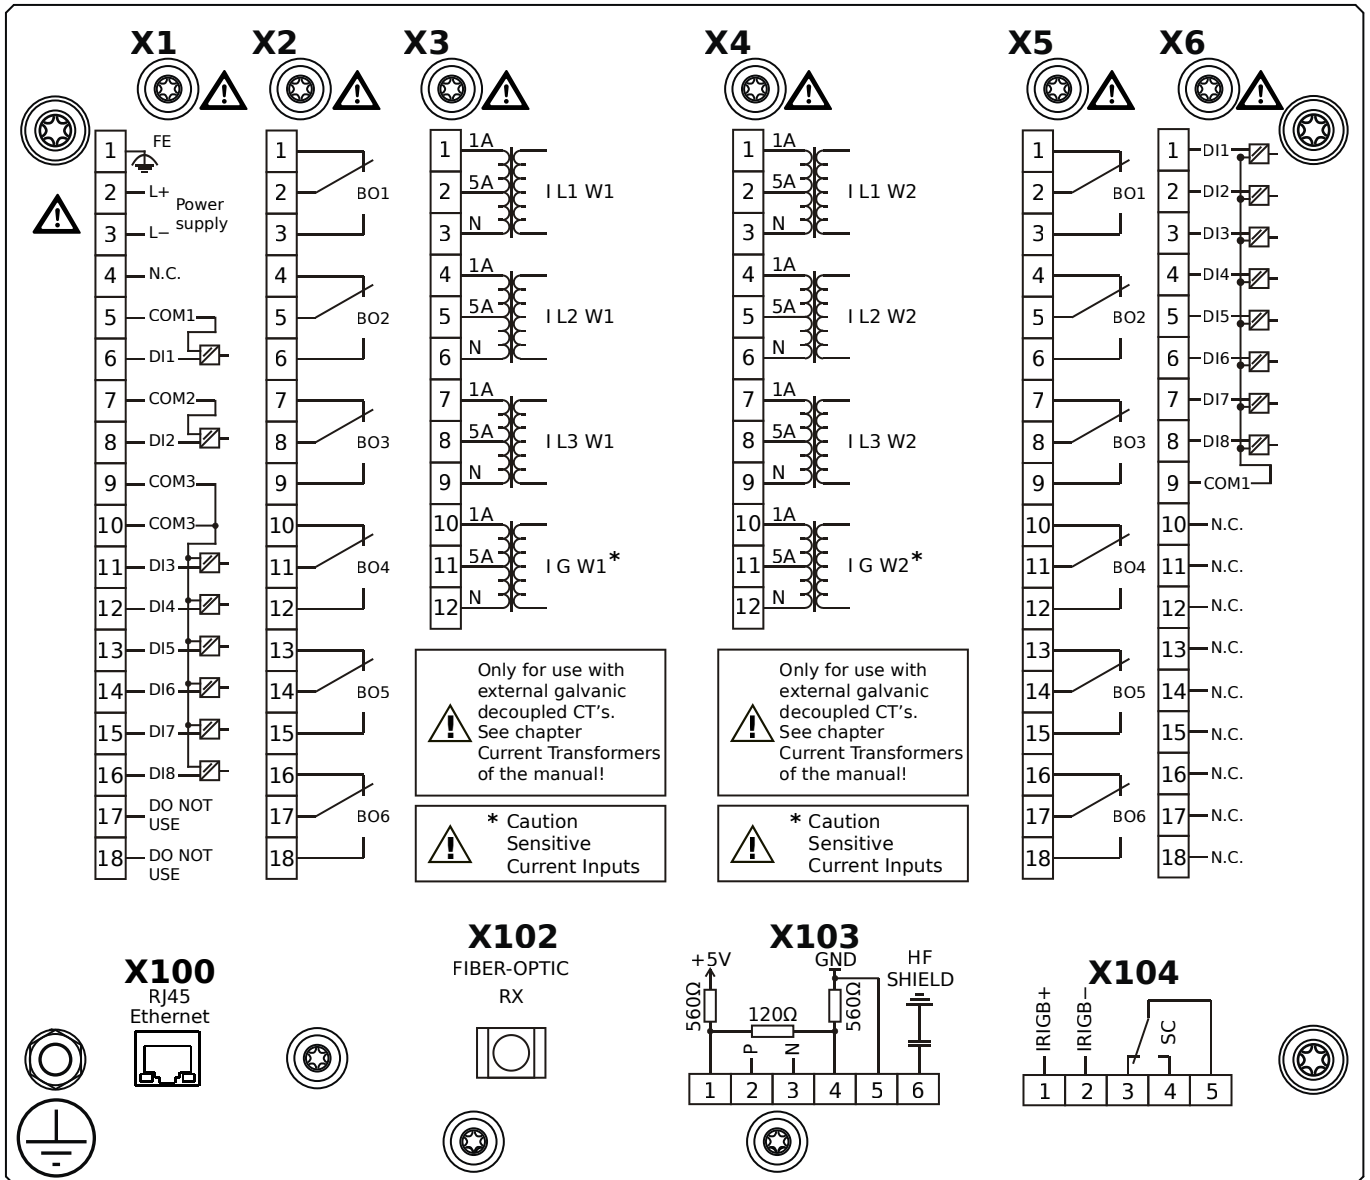 X1 X2 X3 X4 X5 X6
1 FE
2 L+ Power
supply
3 L−
4 N.C.
5 COM1
6 DI1
7 COM2
8 DI2
9 COM3
10 COM3
11 DI3
12 DI4
13 DI5
14 DI6
15 DI7
16 DI8
17 DO NOT
USE
18 DO NOT
USE
1
2 BO1
3
4
5 BO2
6
7
8 BO3
9
10
11 BO4
12
13
14 BO5
15
16
17 BO6
18
1 1A
2 5A I L1 W1
3 N
4 1A
5 5A I L2 W1
6 N
7 1A
8 5A I L3 W1
9 N
10 1A
11 5A I G W1*
12 N
Only for use with
external galvanic
decoupled CT’s.
See chapter
Current Transformers
of the manual!
* Caution
Sensitive
Current Inputs
1 1A
2 5A I L1 W2
3 N
4 1A
5 5A I L2 W2
6 N
7 1A
8 5A I L3 W2
9 N
10 1A
11 5A I G W2*
12 N
Only for use with
external galvanic
decoupled CT’s.
See chapter
Current Transformers
of the manual!
* Caution
Sensitive
Current Inputs
1
2 BO1
3
4
5 BO2
6
7
8 BO3
9
10
11 BO4
12
13
14 BO5
15
16
17 BO6
18
1 DI1
2 DI2
3 DI3
4 DI4
5 DI5
6 DI6
7 DI7
8 DI8
9 COM1
10 N.C.
11 N.C.
12 N.C.
13 N.C.
14 N.C.
15 N.C.
16 N.C.
17 N.C.
18 N.C.
X100
RJ45
Ethernet
X102
FIBER-OPTIC
RX
X103
+5V GND HF
SHIELD
560Ω 120Ω 560Ω
P N
1 2 3 4 5 6
X104
IRIGB+ IRIGB− SC
1 2 3 4 5